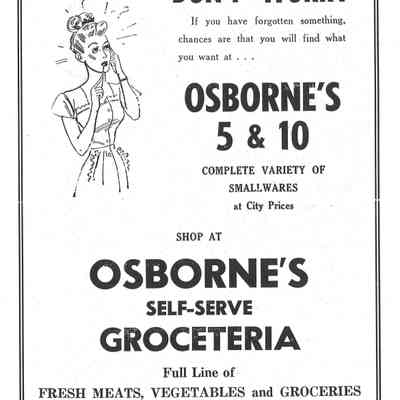 If you have forgotten something,
chances are that you will find what
you want at . . .
OSBORNE'S
5 & 10
COMPLETE VARIETY OF
SMALLWARES
at City Prices
SHOP AT
OSBORNE'S
SELF-SERVE
GROCETERIA
Full Line of
FRESH MEATS, VEGETABLES and GROCERIES